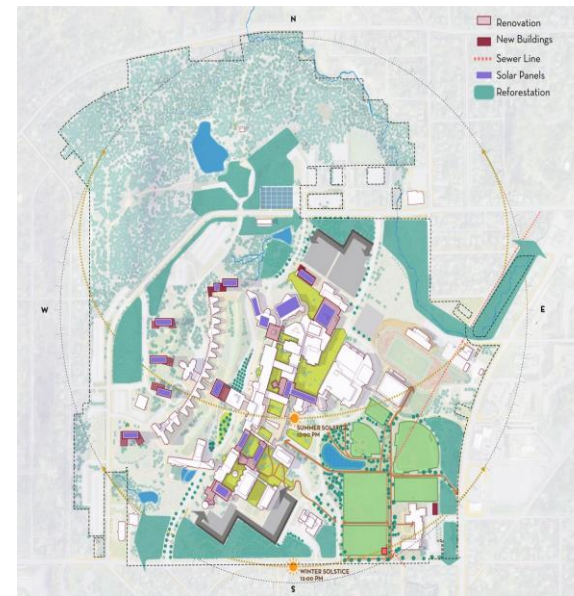 N
Renovation
New Buildings
Sewer Line
Solar Panels
Reforestation
W
E
SUMMER SOLSTICE
12:00 PM
WINTER SOLSTICE
12:00 PM
S